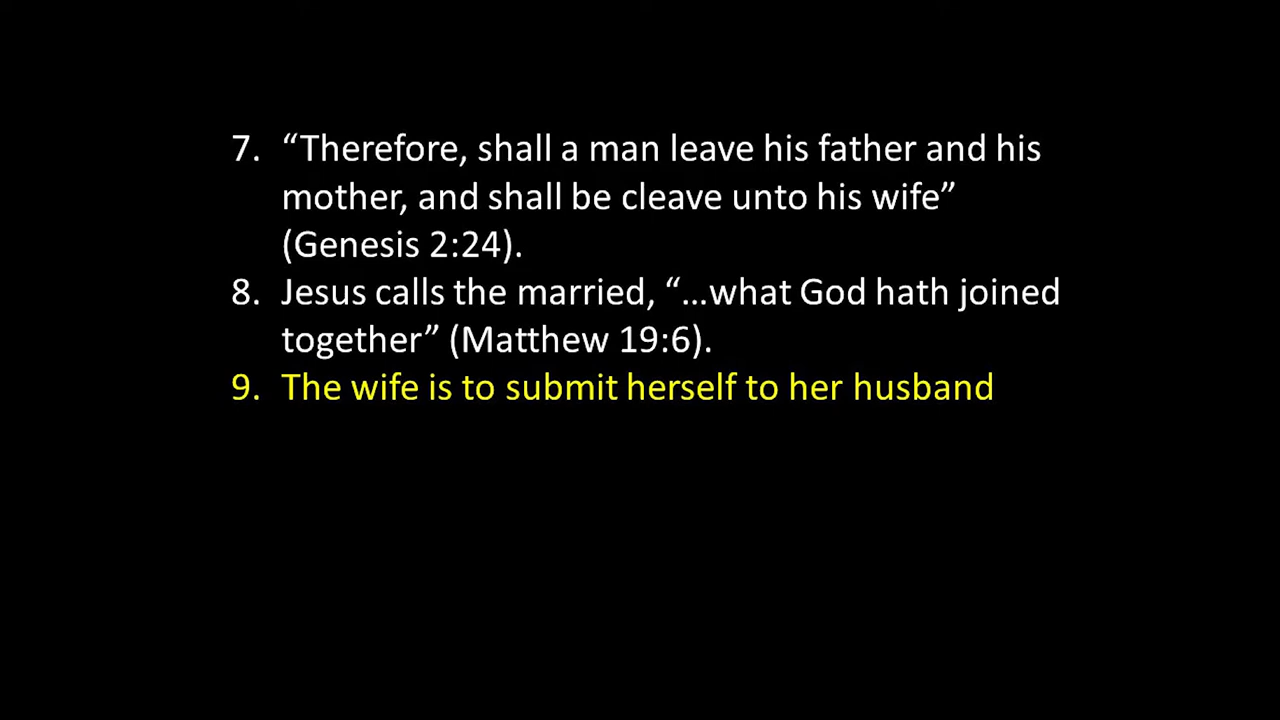 7. “Therefore, shall a man leave his father and his
mother, and shall be cleave unto his wife”
(Genesis 2:24).
8. Jesus calls the married, “…what God hath joined
together” (Matthew 19:6).
9. The wife is to submit herself to her husband